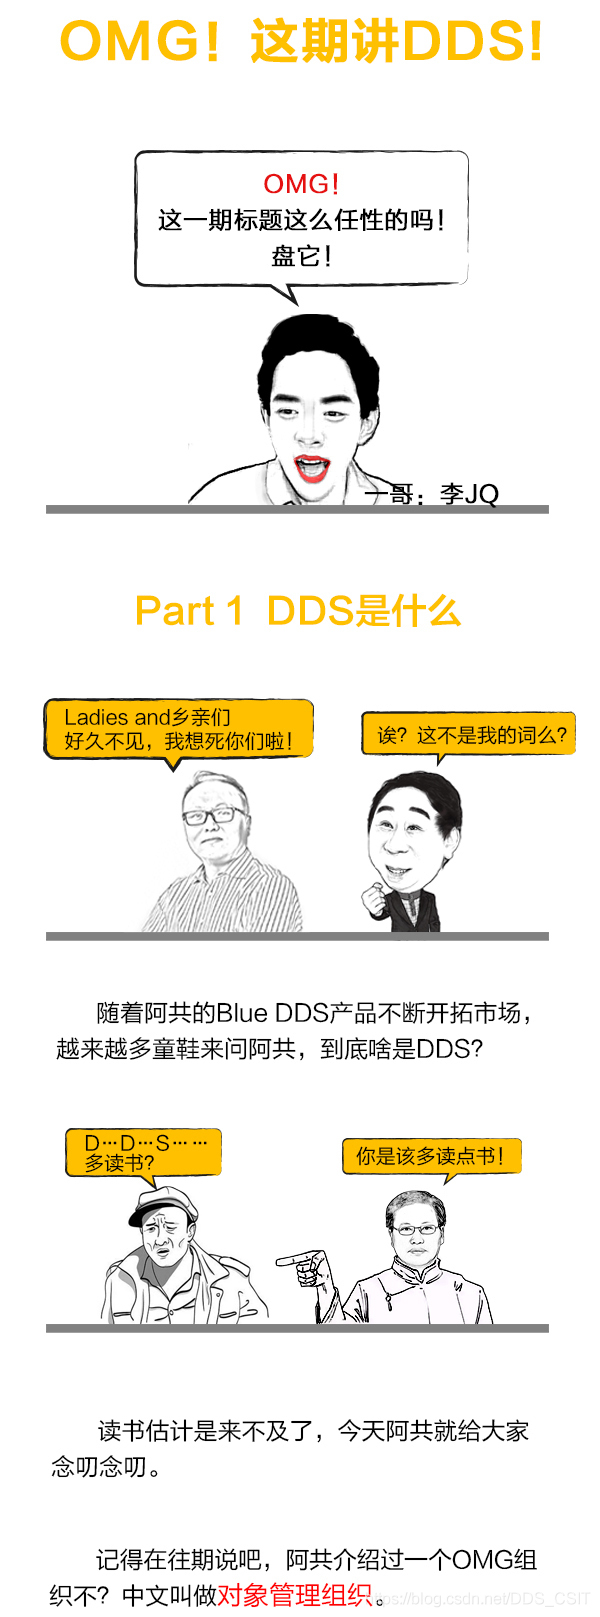 OMG！这期讲DDS！
OMG！
这一期标题这么任性的吗！
盘它！
一哥：李JQ
Part 1 DDS是什么
Ladies and乡亲们
好久不见，我想死你们啦！
诶？这不是我的词么？
随着阿共的Blue DDS产品不断开拓市场，
越来越多童鞋来问阿共，到底啥是DDS？
D…D…S……
多读书？
你是该多读点书！
读书估计是来不及了，今天阿共就给大家
念叨念叨。
记得在往期说吧，阿共介绍过一个OMG组
织不？中文叫做对象管理组织。
https://blog.csdn.net/DDS_CSIT